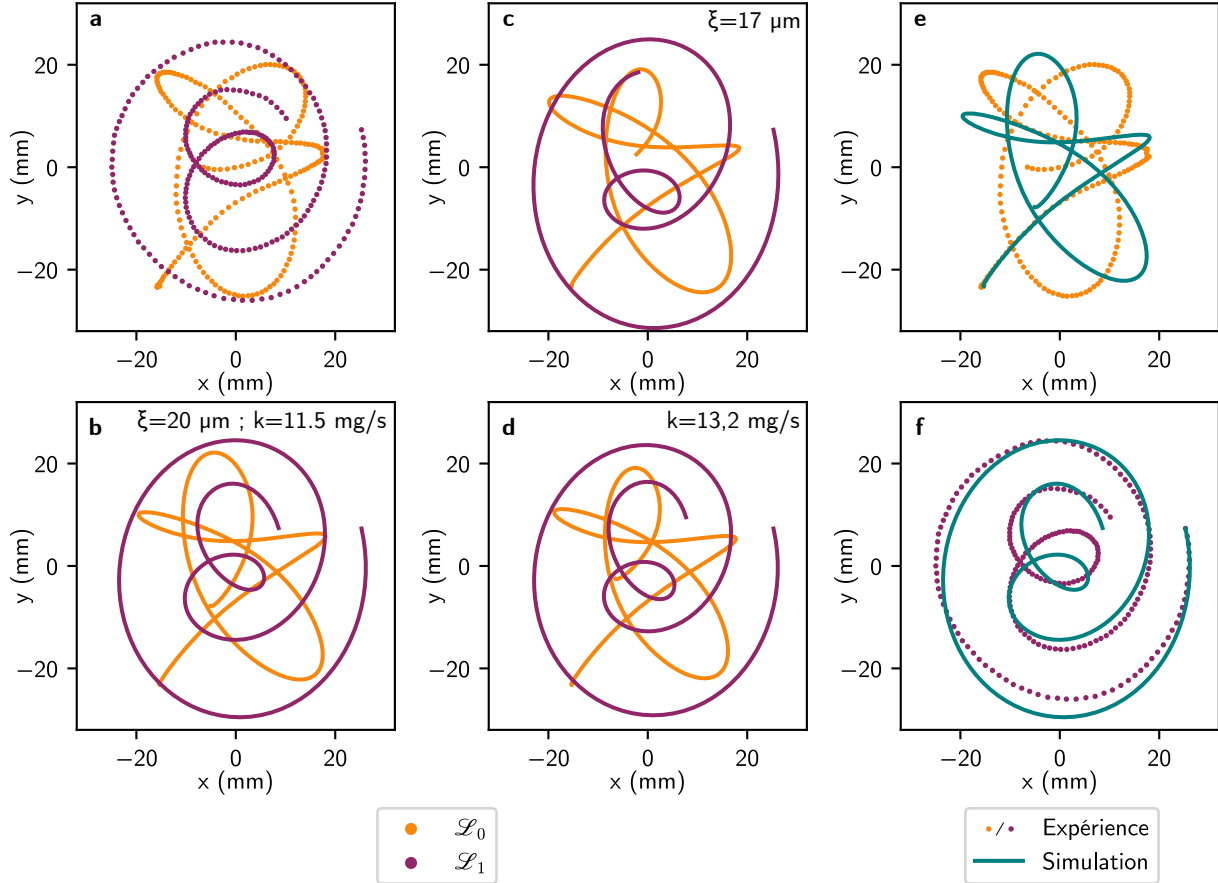 a
20
0
−20
y (mm)
−20
0
20
x (mm)
c
ξ=17 µm
20
0
−20
y (mm)
−20
0
20
x (mm)
e
20
0
−20
y (mm)
−20
0
20
x (mm)
b
ξ=20 µm ; k=11.5 mg/s
20
0
−20
y (mm)
−20
0
20
x (mm)
d
k=13,2 mg/s
20
0
−20
y (mm)
−20
0
20
x (mm)
f
20
0
−20
y (mm)
−20
0
20
x (mm)
ℒ₀
ℒ₁
/ Expérience
Simulation